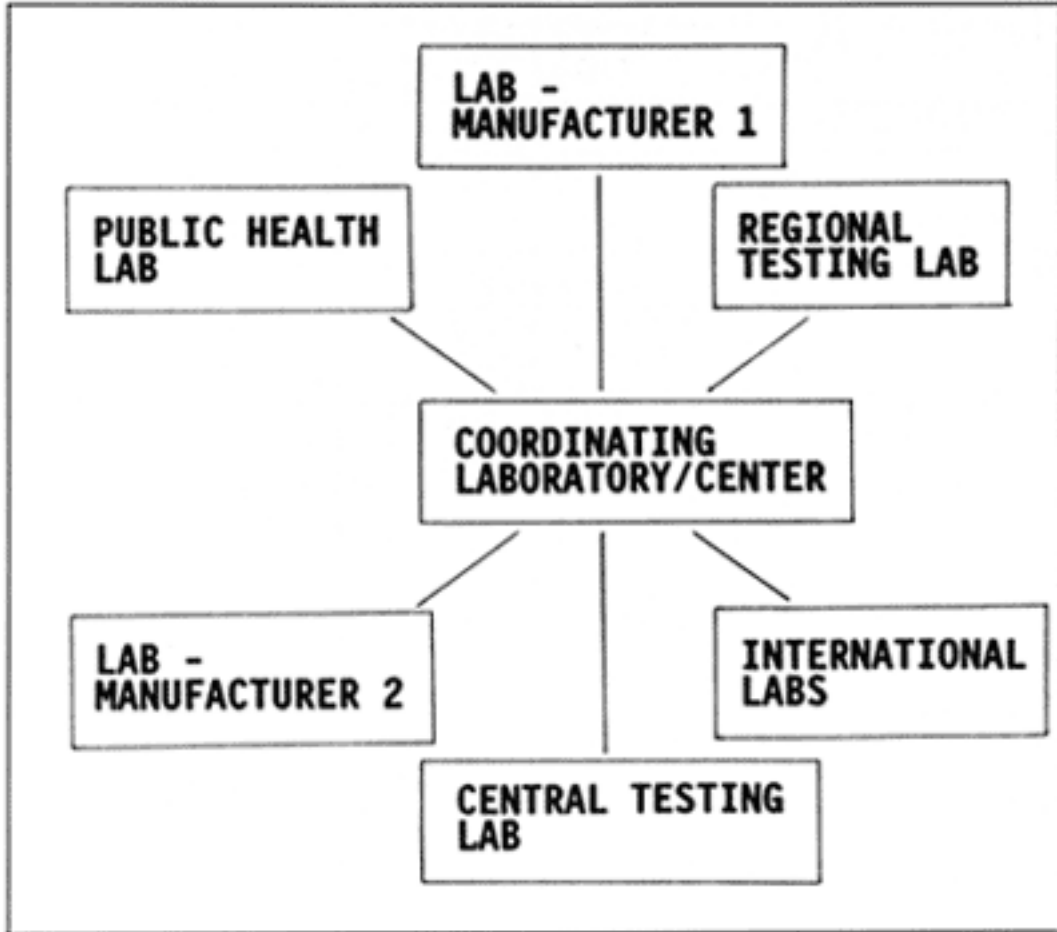 LAB -
MANUFACTURER 1
PUBLIC HEALTH
LAB
REGIONAL
TESTING LAB
COORDINATING
LABORATORY/CENTER
LAB -
MANUFACTURER 2
INTERNATIONAL
LABS
CENTRAL TESTING
LAB